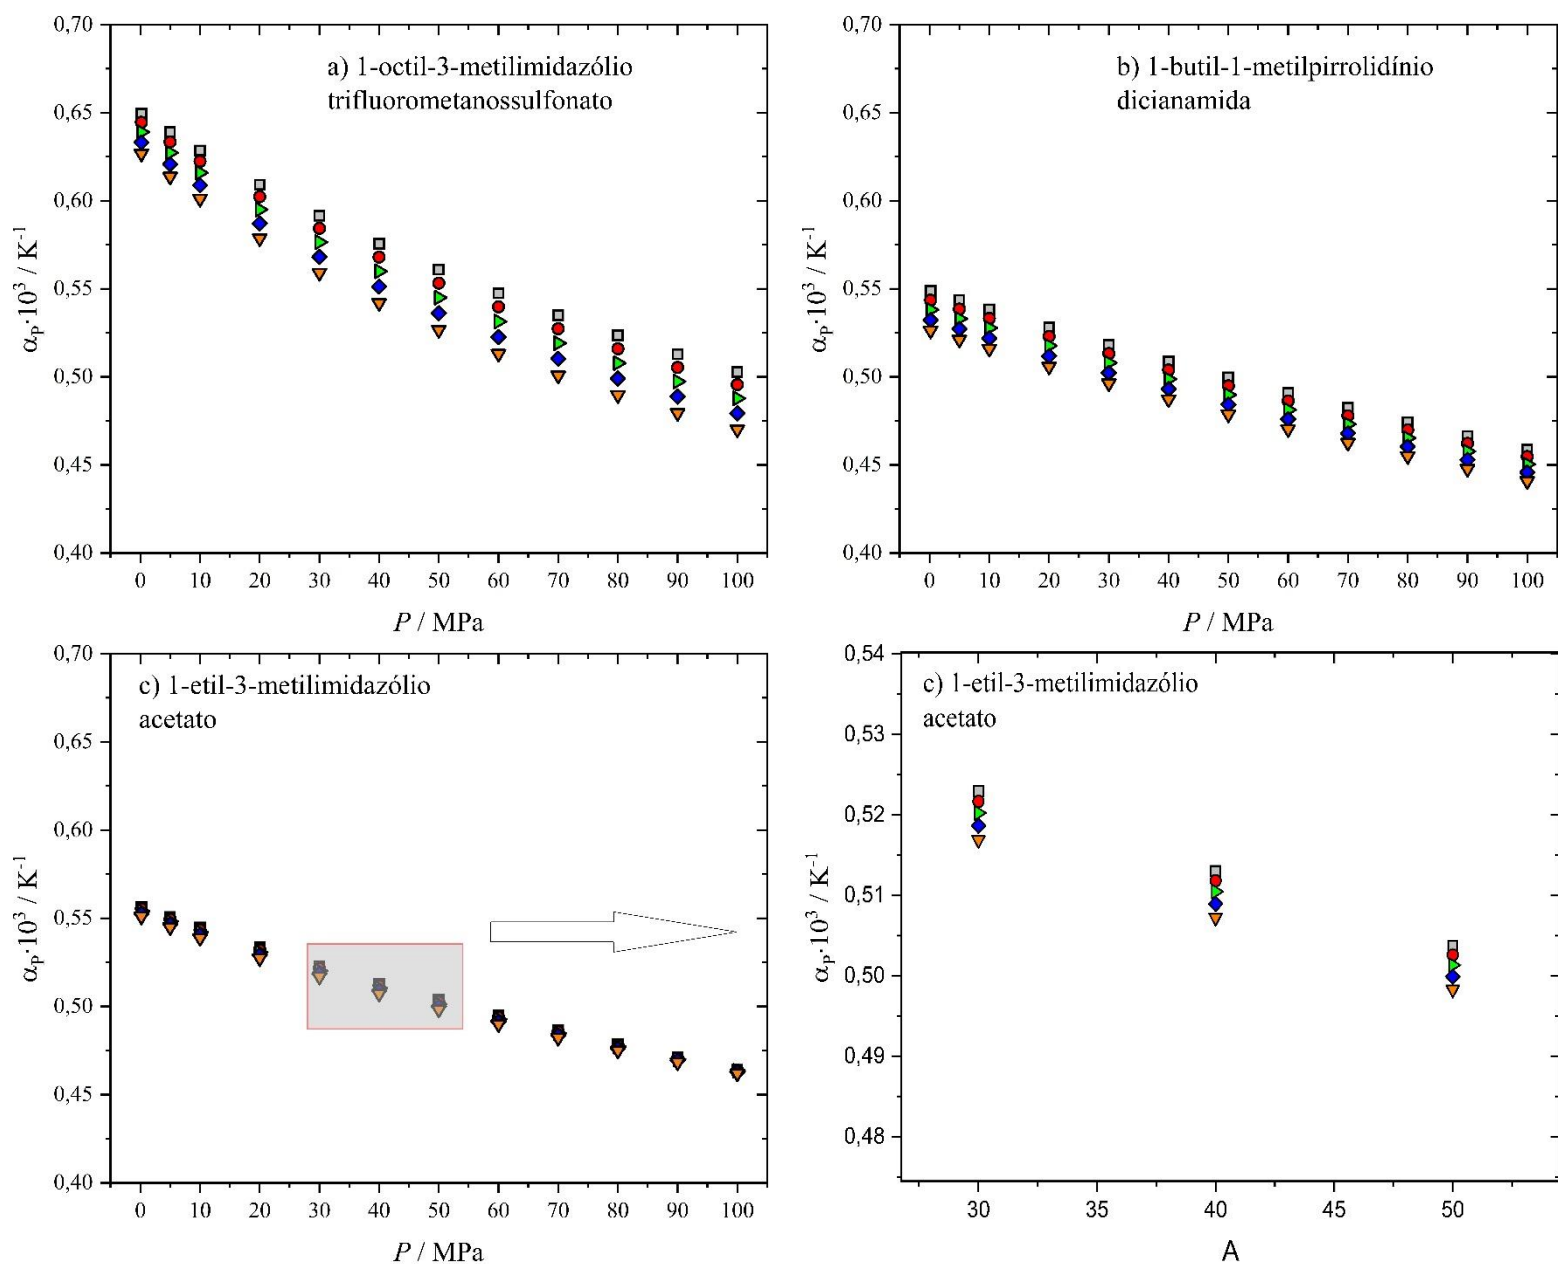 0,70
0,65
0,60
0,55
0,50
0,45
0,40
αP·10³ / K⁻¹
a) 1-octil-3-metilimidazólio
trifluorometanossulfonato
0 10 20 30 40 50 60 70 80 90 100
P / MPa
0,70
0,65
0,60
0,55
0,50
0,45
0,40
αP·10³ / K⁻¹
b) 1-butil-1-metilpirrolidínio
dicianamida
0 10 20 30 40 50 60 70 80 90 100
P / MPa
0,70
0,65
0,60
0,55
0,50
0,45
0,40
αP·10³ / K⁻¹
c) 1-etil-3-metilimidazólio
acetato
0 10 20 30 40 50 60 70 80 90 100
P / MPa
0,54
0,53
0,52
0,51
0,50
0,49
0,48
αP·10³ / K⁻¹
c) 1-etil-3-metilimidazólio
acetato
30 35 40 45 50
A